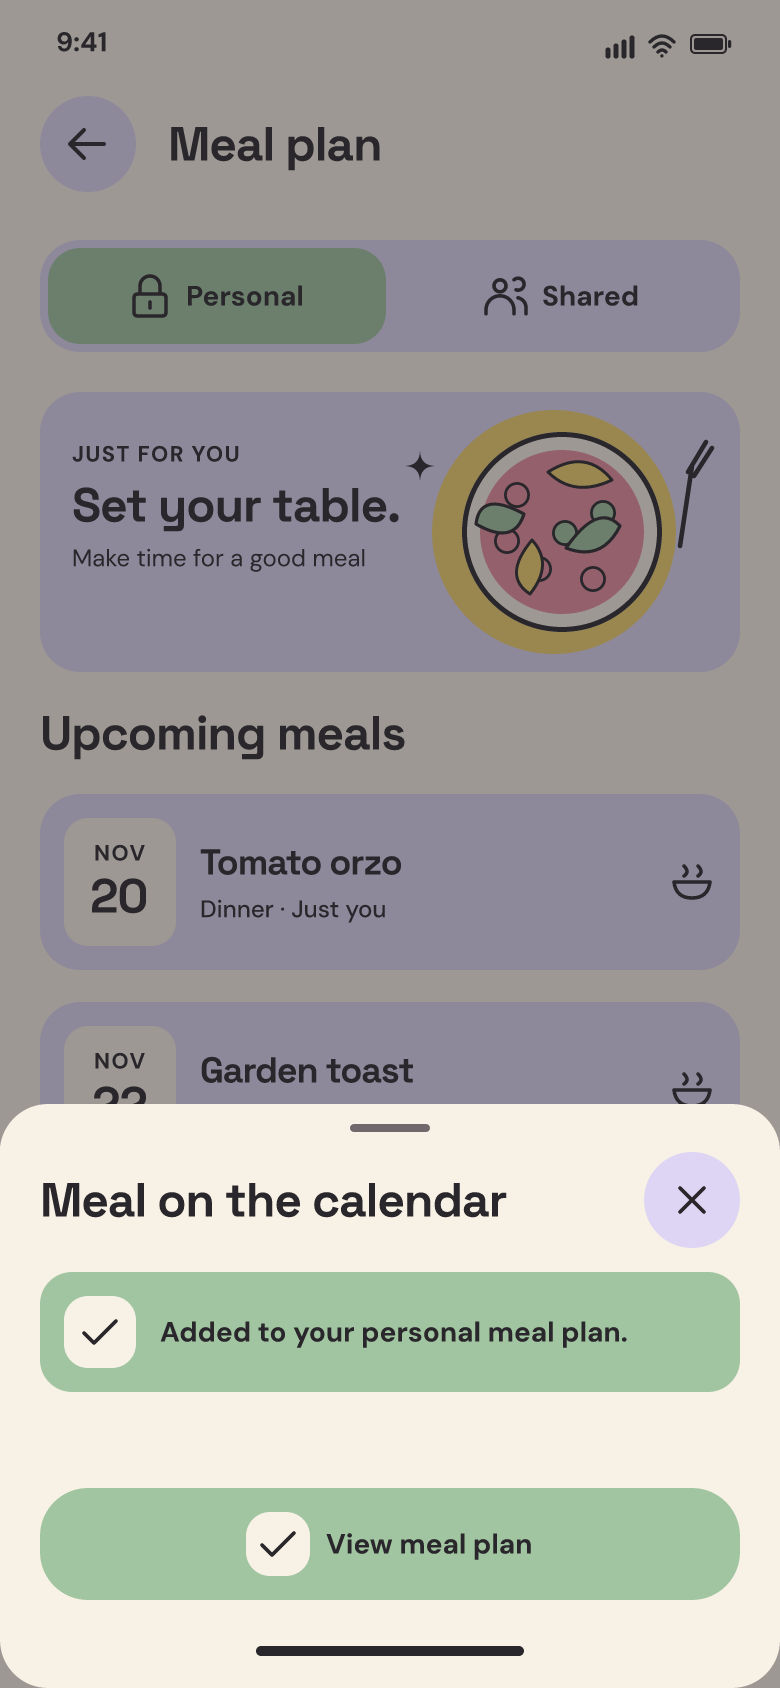 9:41
Meal plan
Personal
Shared
JUST FOR YOU
Set your table.
Make time for a good meal
Upcoming meals
NOV
20
Tomato orzo
Dinner · Just you
NOV
22
Garden toast
Meal on the calendar
Added to your personal meal plan.
View meal plan